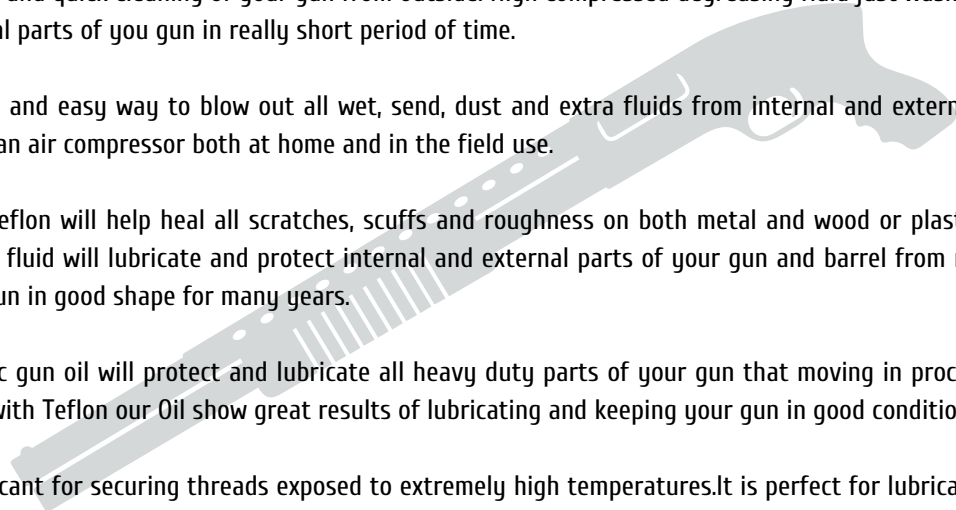 and quick cleaning of your gun from outside. High compressed degreasing fluid just wash
al parts of you gun in really short period of time.
and easy way to blow out all wet, send, dust and extra fluids from internal and extern
an air compressor both at home and in the field use.
eflon will help heal all scratches, scuffs and roughness on both metal and wood or plast
fluid will lubricate and protect internal and external parts of your gun and barrel from
un in good shape for many years.
c gun oil will protect and lubricate all heavy duty parts of your gun that moving in proc
with Teflon our Oil show great results of lubricating and keeping your gun in good conditio
cant for securing threads exposed to extremely high temperatures.It is perfect for lubrica